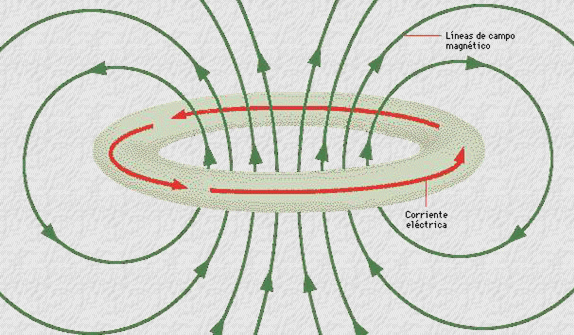 Líneas de campo
magnético
Corriente
eléctrica